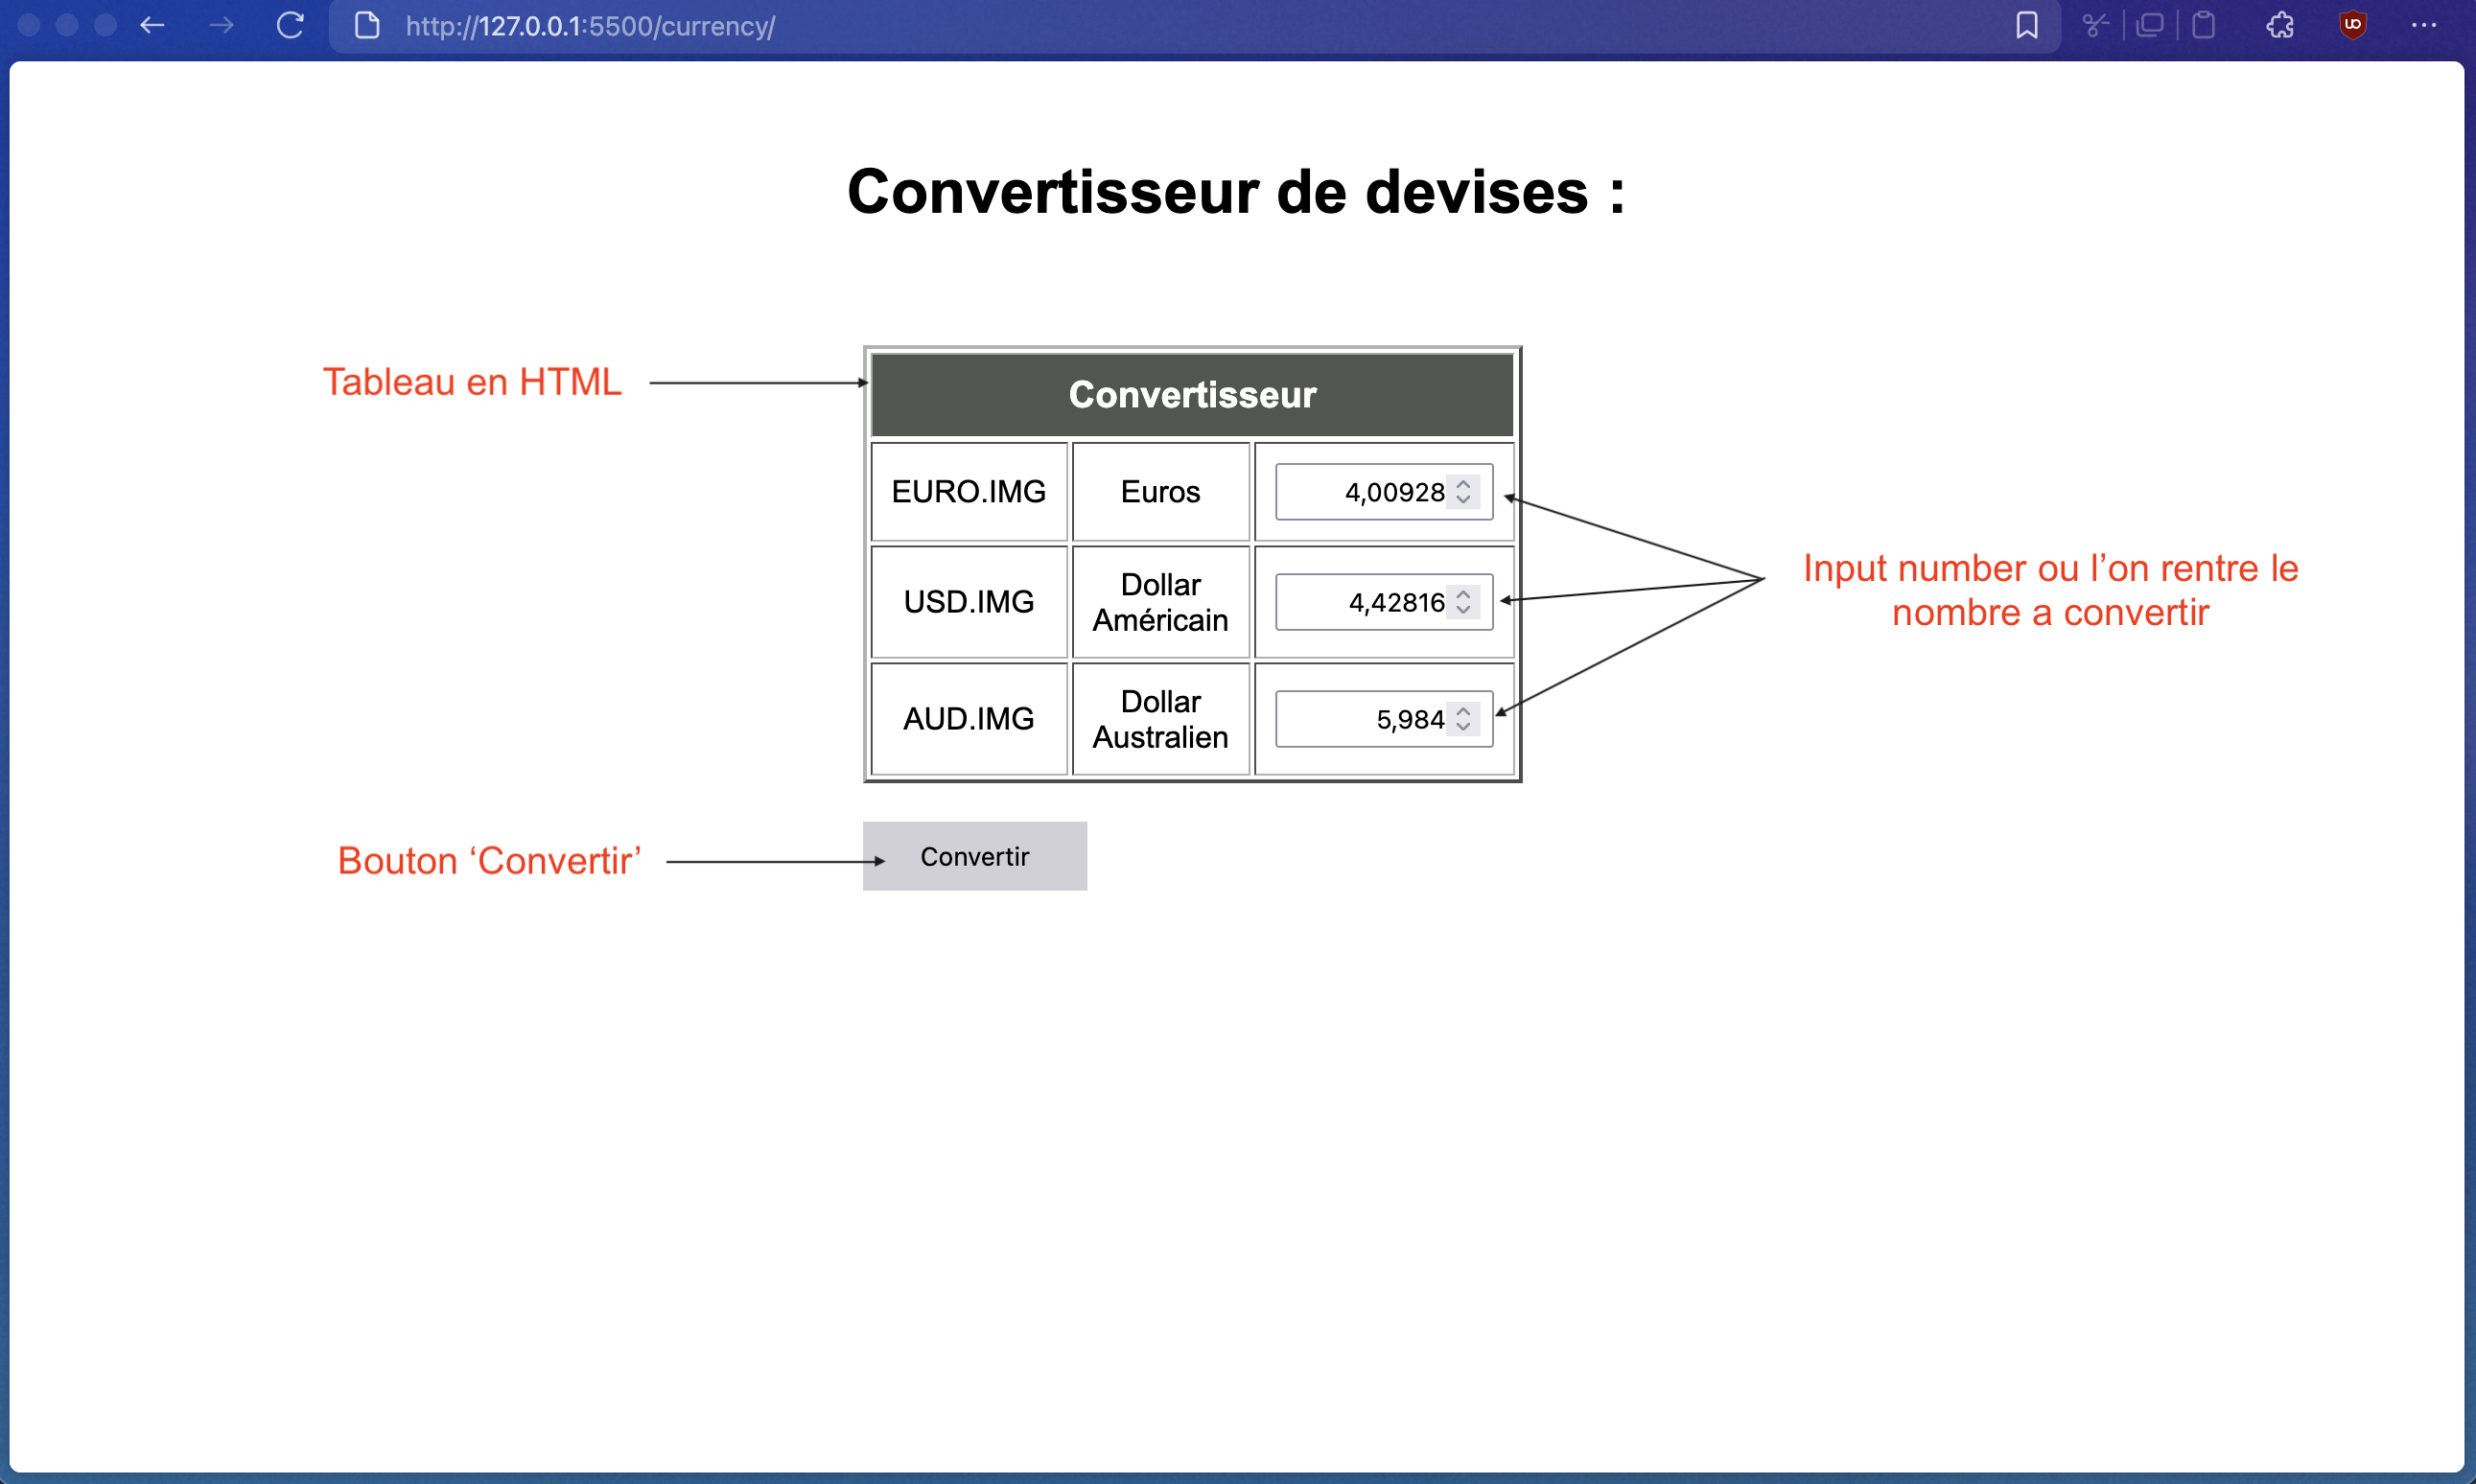 http://127.0.0.1:5500/currency/
Convertisseur de devises :
Tableau en HTML
Convertisseur
EURO.IMG
Euros
4,00928
USD.IMG
Dollar
Américain
4,42816
AUD.IMG
Dollar
Australien
5,984
Input number ou l’on rentre le
nombre a convertir
Bouton ‘Convertir’
Convertir